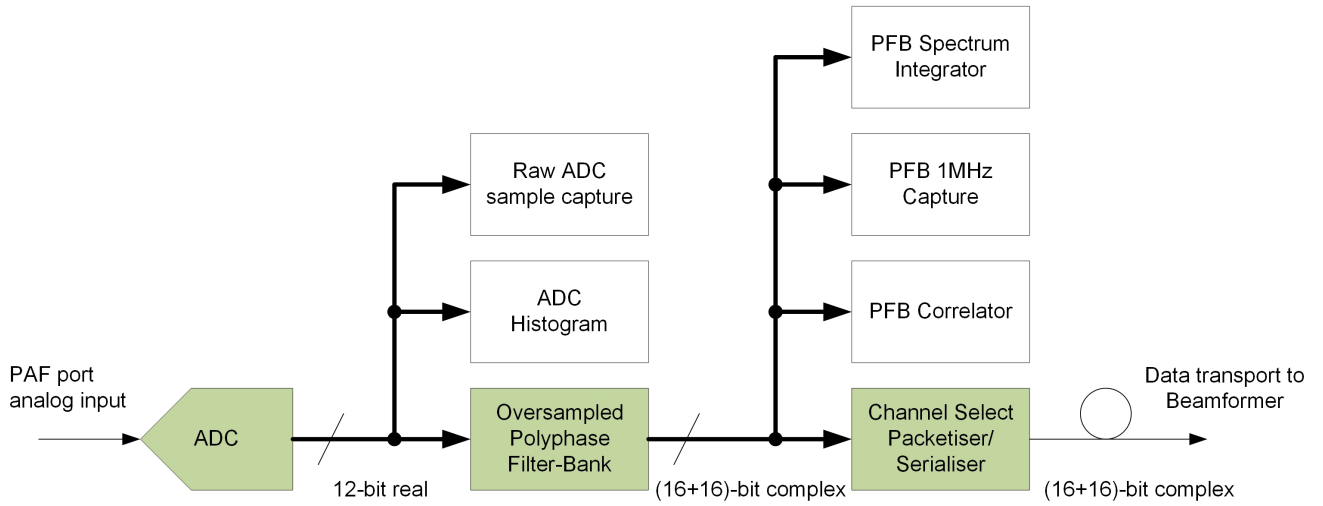 PFB Spectrum
Integrator
Raw ADC
sample capture
PFB 1MHz
Capture
ADC
Histogram
PFB Correlator
PAF port
analog input
ADC
Oversampled
Polyphase
Filter-Bank
Channel Select
Packetiser/
Serialiser
Data transport to
Beamformer
12-bit real
(16+16)-bit complex
(16+16)-bit complex